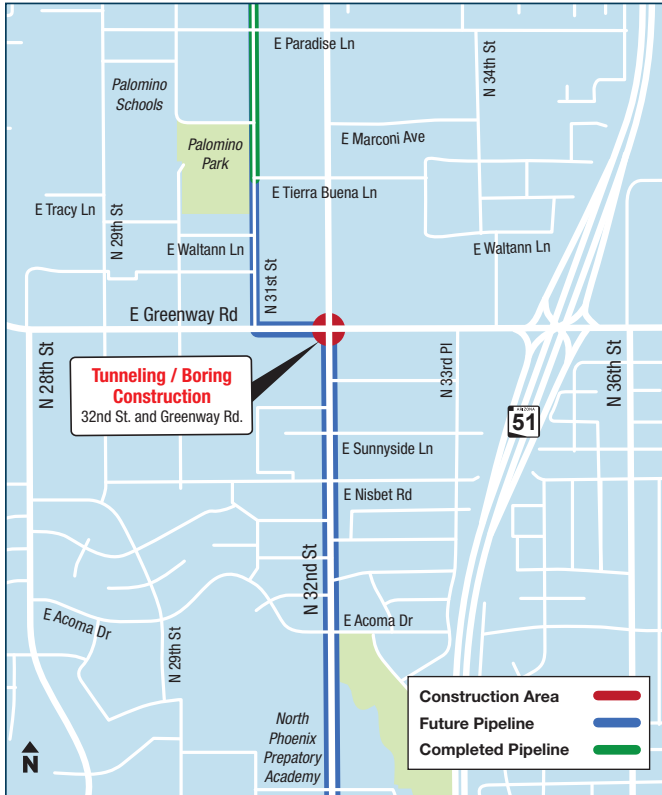 E Paradise Ln
N 34th St
Palomino
Schools
E Marconi Ave
Palomino
Park
E Tierra Buena Ln
E Tracy Ln
N 29th St
E Waltann Ln
E Waltann Ln
N 31st St
E Greenway Rd
N 28th St
N 33rd Pl
N 36th St
Tunneling / Boring
Construction
32nd St. and Greenway Rd.
ARIZONA
51
E Sunnyside Ln
E Nisbet Rd
N 32nd St
E Acoma Dr
E Acoma Dr
N 29th St
Construction Area
Future Pipeline
Completed Pipeline
North
Phoenix
Prepatory
Academy
N